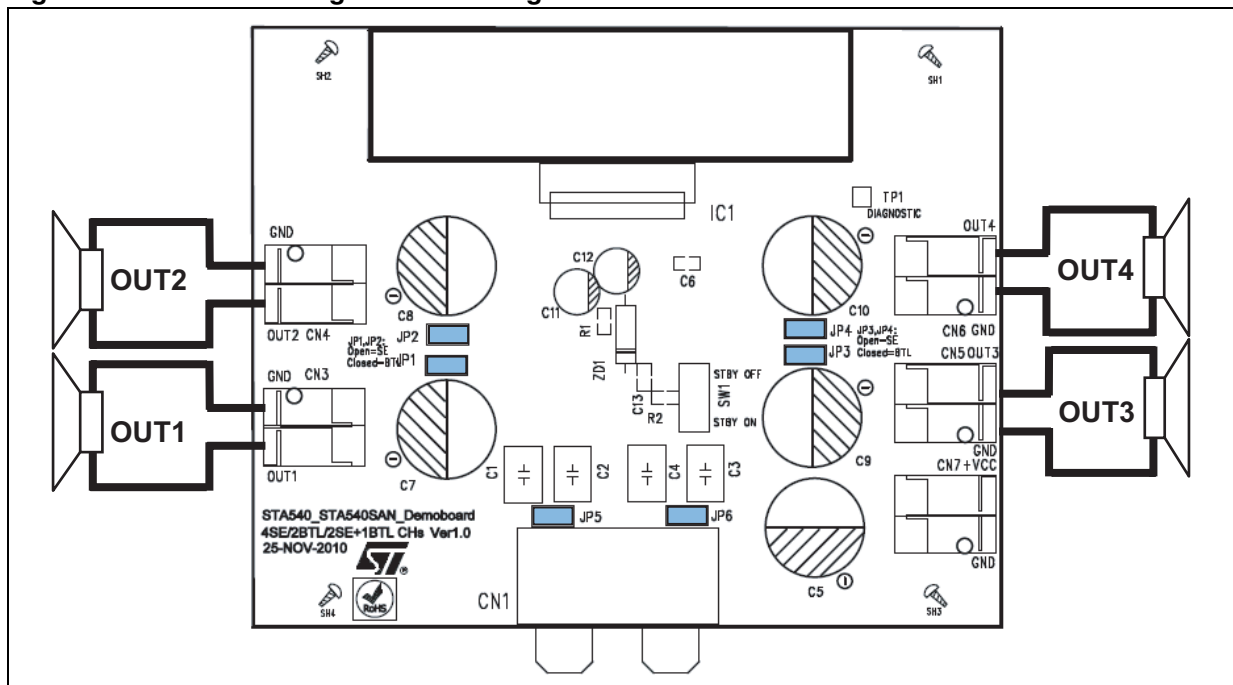 SH2
SH1
IC1
TP1
DIAGNOSTIC
GND
OUT2
OUT2 CN4
C8
JP2
JP1,JP2:
Open=SE
Closed=BTL
JP1
C12
C11
C6
R1
ZD1
C13
R2
SW1
STBY OFF
STBY ON
OUT4
OUT4
C10
CN6 GND
JP4
JP3,JP4:
Open=SE
Closed=BTL
JP3
CN5 OUT3
GND
CN3
OUT1
OUT1
C7
OUT3
C9
GND
CN7 +VCC
C1
C2
C4
C3
JP5
JP6
STA540_STA540SAN_Demoboard
4SE/2BTL/2SE+1BTL CHs Ver1.0
25-NOV-2010
ST
®
RoHS
SH4
CN1
C5
GND
SH3